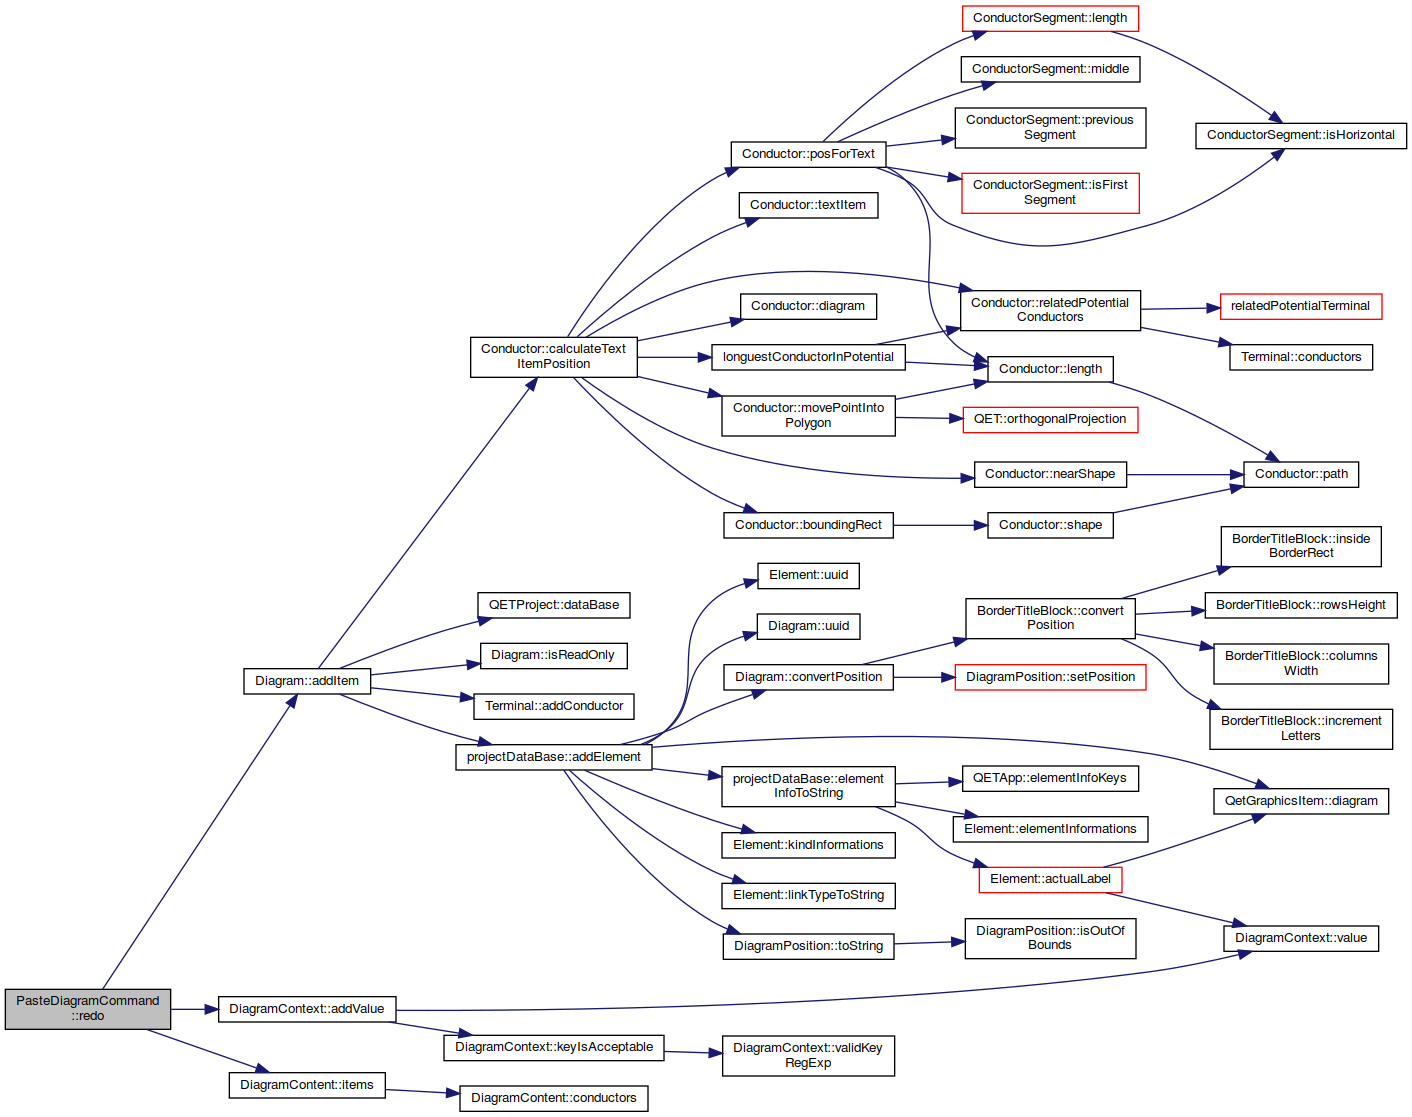 ConductorSegment::length
ConductorSegment::middle
ConductorSegment::previous
Segment
ConductorSegment::isHorizontal
Conductor::posForText
ConductorSegment::isFirst
Segment
Conductor::textItem
Conductor::diagram
Conductor::relatedPotential
Conductors
relatedPotentialTerminal
Conductor::calculateText
ItemPosition
longuestConductorInPotential
Terminal::conductors
Conductor::length
Conductor::movePointInto
Polygon
QET::orthogonalProjection
Conductor::nearShape
Conductor::path
Conductor::boundingRect
Conductor::shape
BorderTitleBlock::inside
BorderRect
Element::uuid
QETProject::dataBase
BorderTitleBlock::convert
Position
BorderTitleBlock::rowsHeight
Diagram::uuid
Diagram::isReadOnly
BorderTitleBlock::columns
Width
Diagram::addItem
Diagram::convertPosition
DiagramPosition::setPosition
Terminal::addConductor
BorderTitleBlock::increment
Letters
projectDataBase::addElement
projectDataBase::element
InfoToString
QETApp::elementInfoKeys
QetGraphicsItem::diagram
Element::elementInformations
Element::kindInformations
Element::actualLabel
Element::linkTypeToString
DiagramPosition::toString
DiagramPosition::isOutOf
Bounds
DiagramContext::value
PasteDiagramCommand
::redo
DiagramContext::addValue
DiagramContext::keyIsAcceptable
DiagramContext::validKey
RegExp
DiagramContent::items
DiagramContent::conductors